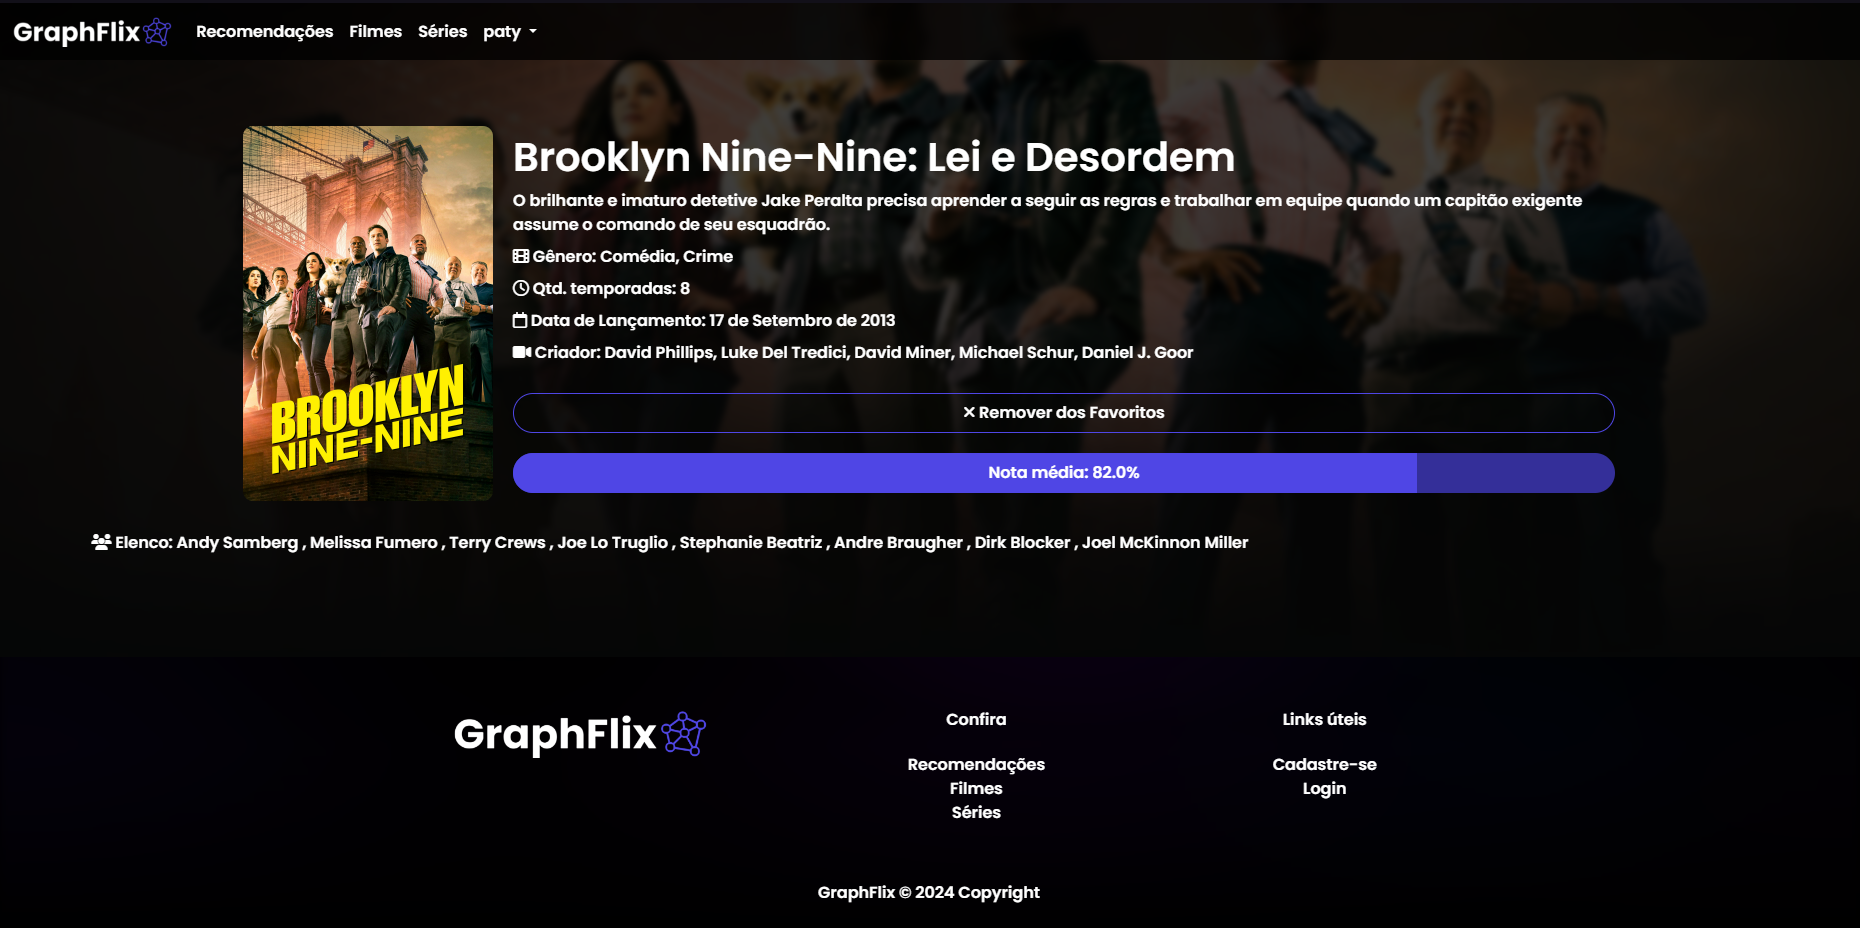 GraphFlix
Recomendações Filmes Séries paty
Brooklyn Nine-Nine: Lei e Desordem
O brilhante e imaturo detetive Jake Peralta precisa aprender a seguir as regras e trabalhar em equipe quando um capitão exigente
assume o comando de seu esquadrão.
Gênero: Comédia, Crime
Qtd. temporadas: 8
Data de Lançamento: 17 de Setembro de 2013
Criador: David Phillips, Luke Del Tredici, David Miner, Michael Schur, Daniel J. Goor
BROOKLYN
NINE-NINE
Remover dos Favoritos
Nota média: 82.0%
Elenco: Andy Samberg , Melissa Fumero , Terry Crews , Joe Lo Truglio , Stephanie Beatriz , Andre Braugher , Dirk Blocker , Joel McKinnon Miller
GraphFlix
Confira
Recomendações
Filmes
Séries
Links úteis
Cadastre-se
Login
GraphFlix © 2024 Copyright